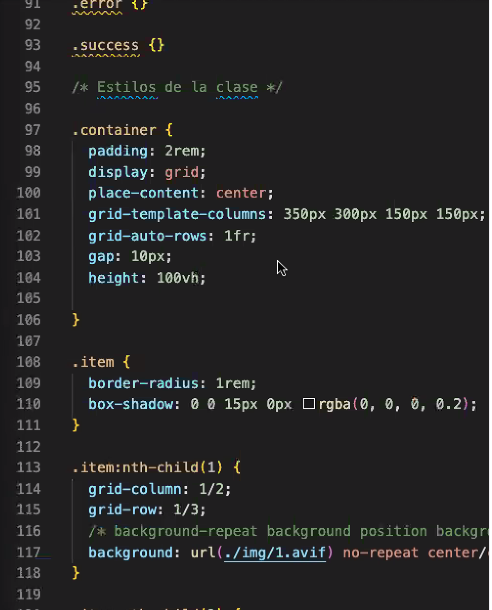 91 .error {}
92
93 .success {}
94
95 /* Estilos de la clase */
96
97 .container {
98 padding: 2rem;
99 display: grid;
100 place-content: center;
101 grid-template-columns: 350px 300px 150px 150px;
102 grid-auto-rows: 1fr;
103 gap: 10px;
104 height: 100vh;
105
106 }
107
108 .item {
109 border-radius: 1rem;
110 box-shadow: 0 0 15px 0px rgba(0, 0, 0, 0.2);
111 }
112
113 .item:nth-child(1) {
114 grid-column: 1/2;
115 grid-row: 1/3;
116 /* background-repeat background position backgr
117 background: url(./img/1.avif) no-repeat center/
118 }
119